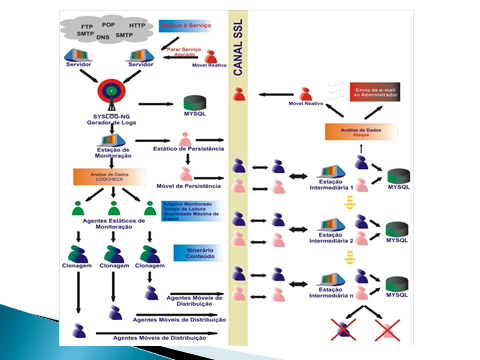 FTP
POP
HTTP
SMTP
DNS
SMTP
Ataque à Serviço
Parar Serviço
Atacado
Servidor
Servidor
Móvel Reativo
CANAL SSL
SYSLOG-NG
Gerador de Logs
MYSQL
Estação de
Monitoração
Estático de Persistência
Análise de Dados
LOGCHECK
Móvel de Persistência
Agentes Estáticos de
Monitoração
Arquivo Monitorado
Tempo de Leitura
Quantidade Máxima de
Dados
Itinerário
Conteúdo
Clonagem
Clonagem
Clonagem
Agentes Móveis de
Distribuição
Agentes Móveis de Distribuição
Agentes Móveis de Distribuição
Envio de e-mail
ao Administrador
Móvel Reativo
Análise de Dados
Ataque
Estação
Intermediária 1
MYSQL
Estação
Intermediária 2
MYSQL
Estação
Intermediária n
MYSQL